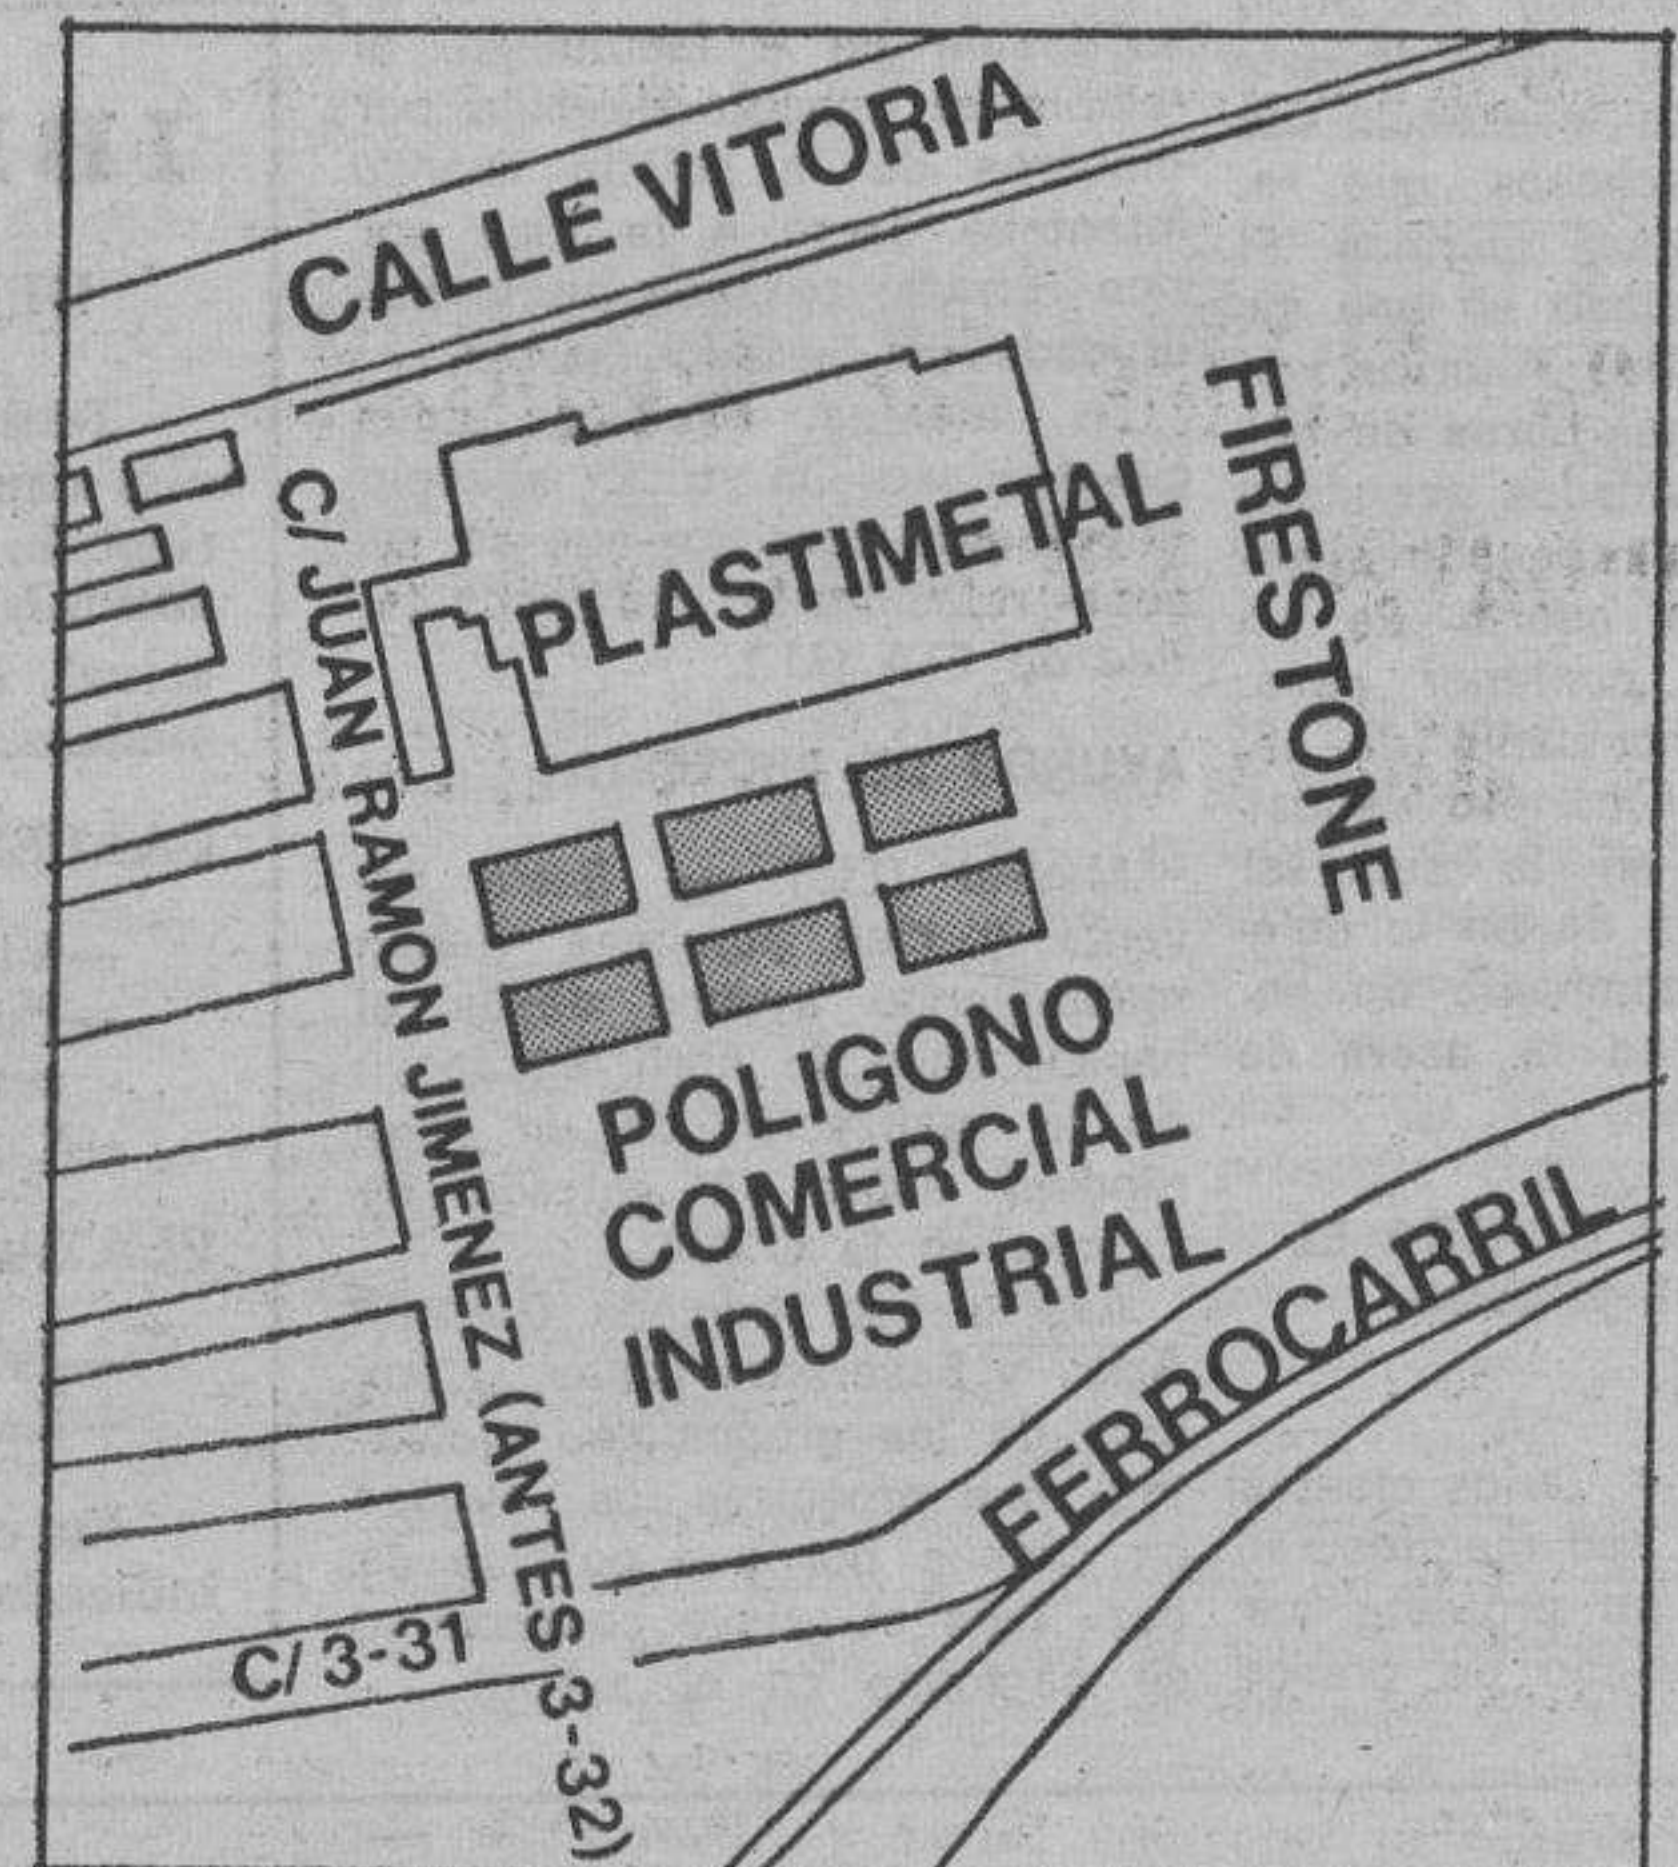 CALLE VITORIA
FIRESTONE
PLASTIMETAL
C/ JUAN RAMON JIMENEZ (ANTES 3-32)
POLIGONO
COMERCIAL
INDUSTRIAL
FERROCARRIL
C/ 3-31